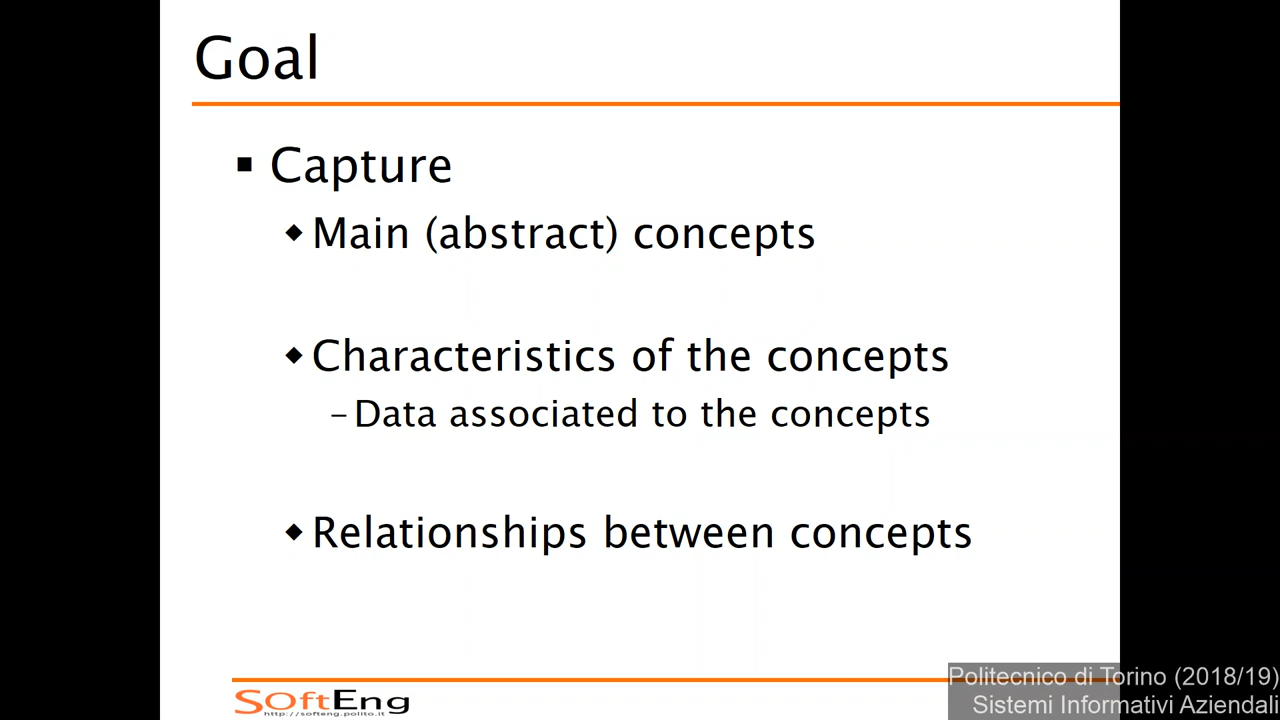 Goal
▪ Capture
◆ Main (abstract) concepts
◆ Characteristics of the concepts
– Data associated to the concepts
◆ Relationships between concepts
SoftEng
http://softeng.polito.it
Politecnico di Torino (2018/19)
Sistemi Informativi Aziendali